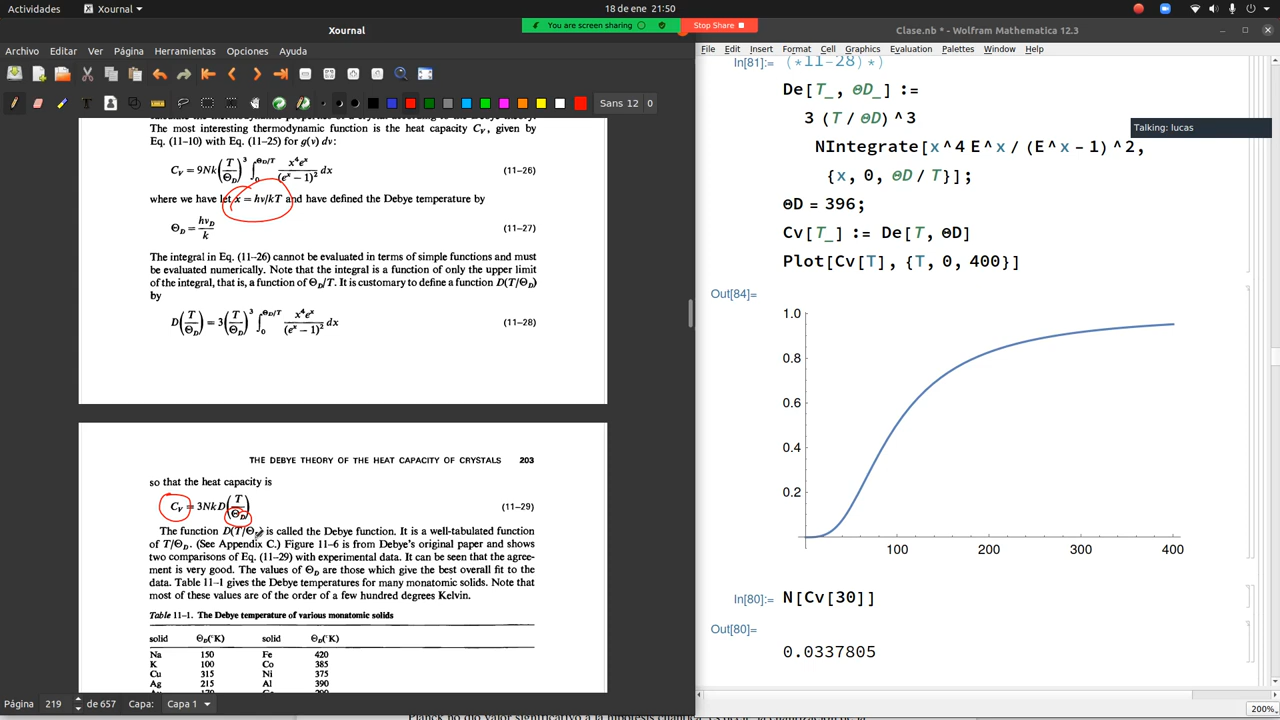 Actividades
Xournal
18 de ene 21:50
Xournal
You are screen sharing
Stop Share
Clase.nb * - Wolfram Mathematica 12.3
Archivo Editar Ver Página Herramientas Opciones Ayuda
File Edit Insert Format Cell Graphics Evaluation Palettes Window Help
Sans 12
The most interesting thermodynamic function is the heat capacity C_V, given by
Eq. (11-10) with Eq. (11-25) for g(ν) dν:
C_V = 9Nk(T/Θ_D)^3 ∫_0^{Θ_D/T} x^4e^x/(e^x − 1)^2 dx (11-26)
where we have let x = hν/kT and have defined the Debye temperature by
Θ_D = hν_D/k (11-27)
The integral in Eq. (11-26) cannot be evaluated in terms of simple functions and must
be evaluated numerically. Note that the integral is a function of only the upper limit
of the integral, that is, a function of Θ_D/T. It is customary to define a function D(T/Θ_D)
by
D(T/Θ_D) = 3(T/Θ_D)^3 ∫_0^{Θ_D/T} x^4e^x/(e^x − 1)^2 dx (11-28)
THE DEBYE THEORY OF THE HEAT CAPACITY OF CRYSTALS 203
so that the heat capacity is
C_V = 3NkD(T/Θ_D) (11-29)
The function D(T/Θ_D) is called the Debye function. It is a well-tabulated function
of T/Θ_D. (See Appendix C.) Figure 11-6 is from Debye's original paper and shows
two comparisons of Eq. (11-29) with experimental data. It can be seen that the agree-
ment is very good. The values of Θ_D are those which give the best overall fit to the
data. Table 11-1 gives the Debye temperatures for many monatomic solids. Note that
most of these values are of the order of a few hundred degrees Kelvin.
Table 11-1. The Debye temperature of various monatomic solids
solid Θ_D(°K) solid Θ_D(°K)
Na 150 Fe 420
K 100 Co 385
Cu 315 Ni 375
Ag 215 Al 390
Página 219 de 657 Capa: Capa 1
In[81]:= (*11-28)*)
De[T_, ΘD_] :=
3 (T / ΘD)^3
NIntegrate[x^4 E^x / (E^x - 1)^2,
{x, 0, ΘD / T}];
ΘD = 396;
Cv[T_] := De[T, ΘD]
Plot[Cv[T], {T, 0, 400}]
Talking: lucas
Out[84]=
1.0
0.8
0.6
0.4
0.2
100 200 300 400
In[80]:= N[Cv[30]]
Out[80]=
0.0337805
200%